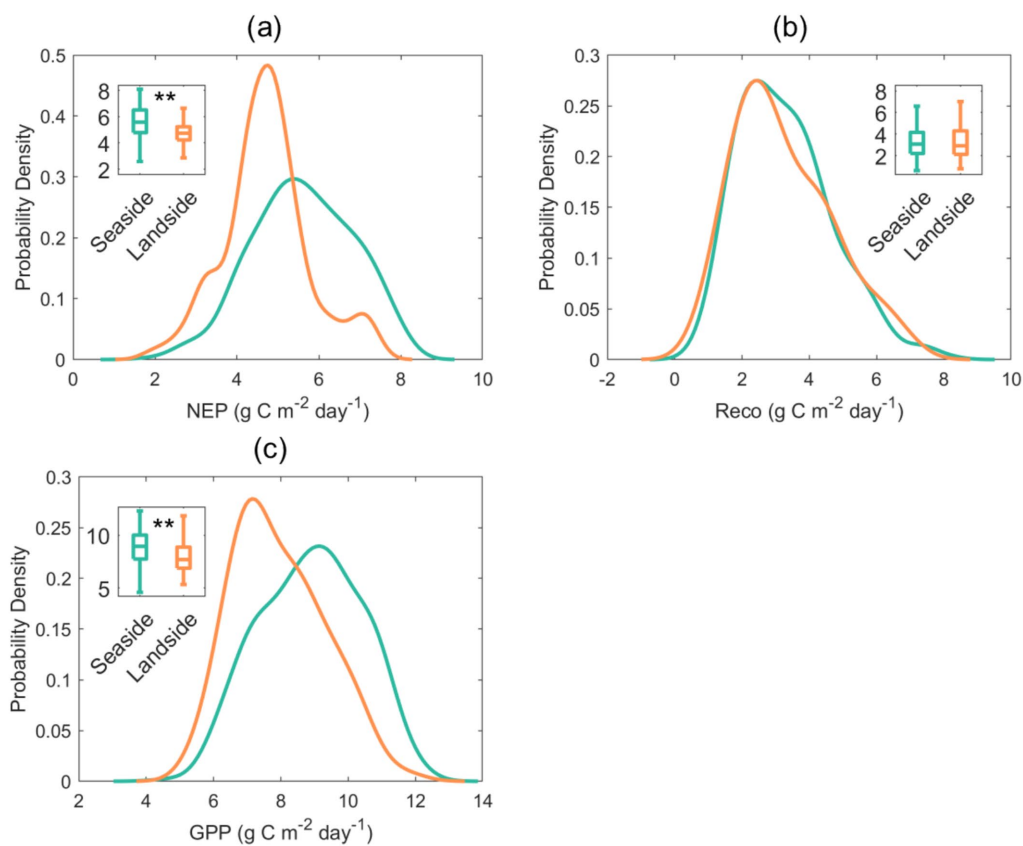 (a)
0.5
0.4
0.3
0.2
0.1
0
Probability Density
8
6
4
2
**
Seaside
Landside
0 2 4 6 8 10
NEP (g C m⁻² day⁻¹)
(b)
0.3
0.25
0.2
0.15
0.1
0.05
0
Probability Density
8
6
4
2
Seaside
Landside
-2 0 2 4 6 8 10
Reco (g C m⁻² day⁻¹)
(c)
0.3
0.25
0.2
0.15
0.1
0.05
0
Probability Density
10
5
**
Seaside
Landside
2 4 6 8 10 12 14
GPP (g C m⁻² day⁻¹)